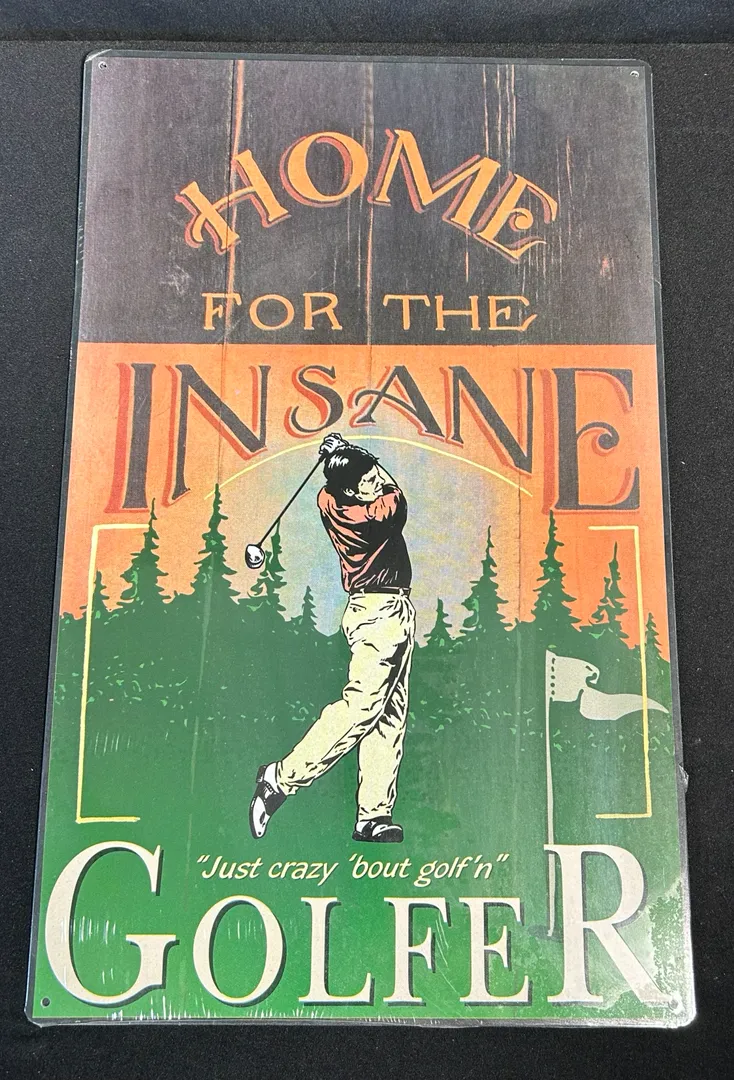 HOME
FOR THE
INSANE
"Just crazy 'bout golf'n"
GOLFER